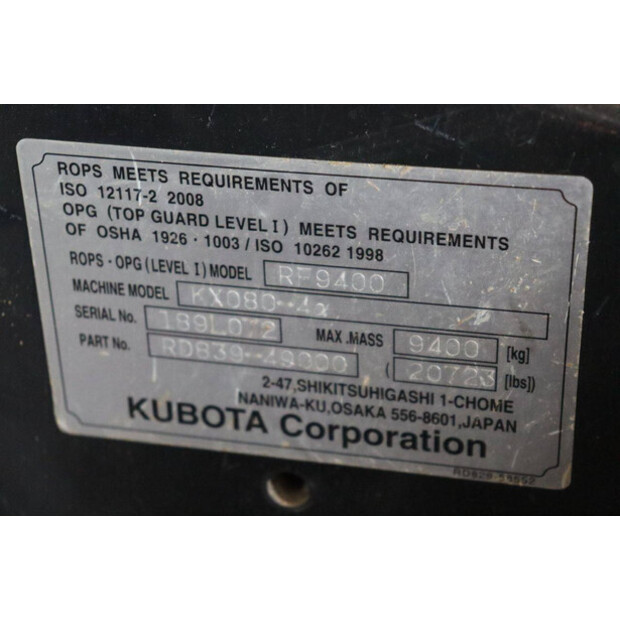 ROPS MEETS REQUIREMENTS OF
ISO 12117-2 2008
OPG (TOP GUARD LEVEL I) MEETS REQUIREMENTS
OF OSHA 1926・1003/ISO 10262 1998
ROPS・OPG(LEVEL I)MODEL RF9400
MACHINE MODEL KX080-4α
SERIAL No. 189L072 MAX.MASS 9400 [kg]
PART No. RD839-49000 (20723 [lbs])
2-47,SHIKITSUHIGASHI 1-CHOME
NANIWA-KU,OSAKA 556-8601,JAPAN
KUBOTA Corporation